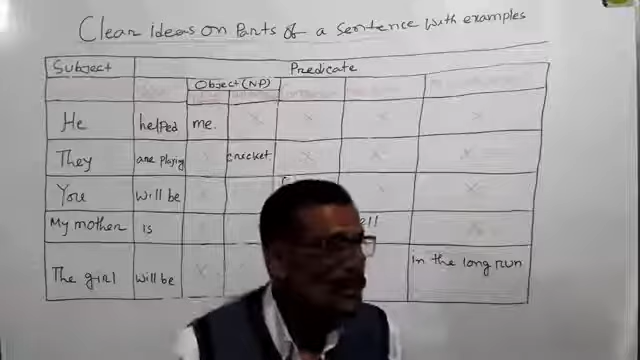 Clear ideas on Parts of a Sentence with examples
Subject Predicate
Object (NP)
He helped me. × × × ×
They are playing × cricket. × × ×
You will be × ×
My mother is ×
The girl will be × in the long run